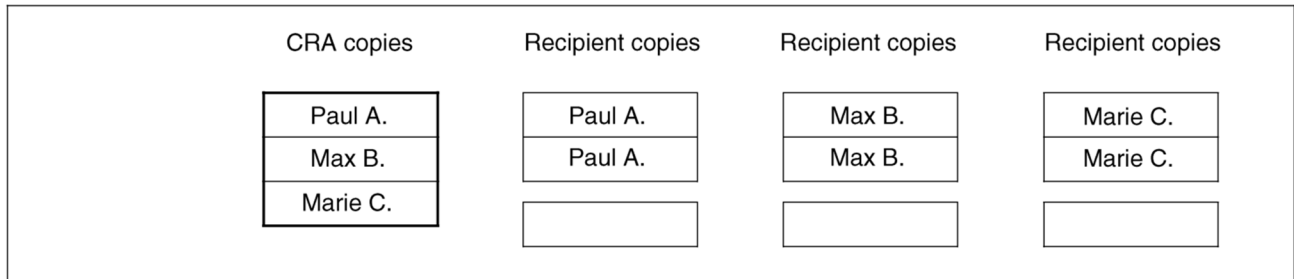 CRA copies Recipient copies Recipient copies Recipient copies
Paul A. Paul A. Max B. Marie C.
Max B. Paul A. Max B. Marie C.
Marie C.